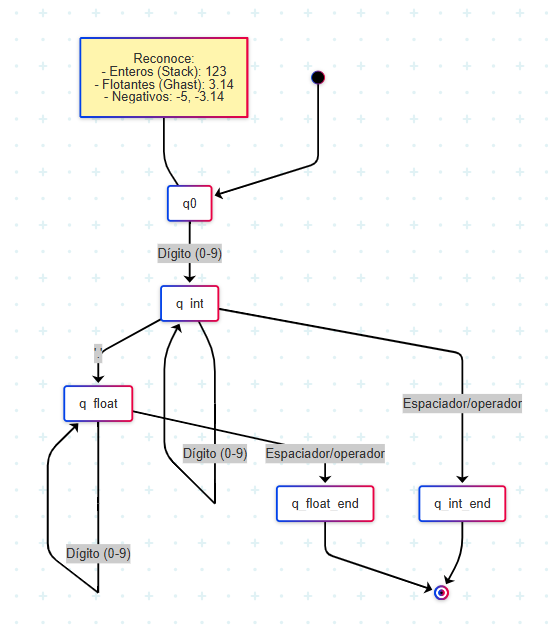 Reconoce:
- Enteros (Stack): 123
- Flotantes (Ghast): 3.14
- Negativos: -5, -3.14
q0
Dígito (0-9)
q int
'.'
Espaciador/operador
q float
Dígito (0-9)
Espaciador/operador
q float end
q int end
Dígito (0-9)